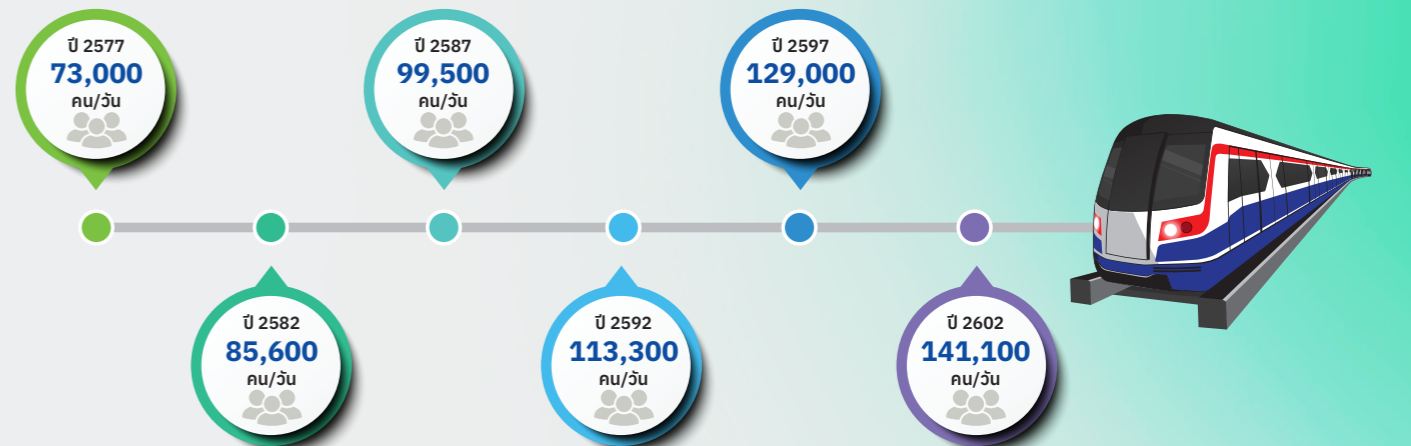 ปี 2577
73,000
คน/วัน
ปี 2582
85,600
คน/วัน
ปี 2587
99,500
คน/วัน
ปี 2592
113,300
คน/วัน
ปี 2597
129,000
คน/วัน
ปี 2602
141,100
คน/วัน